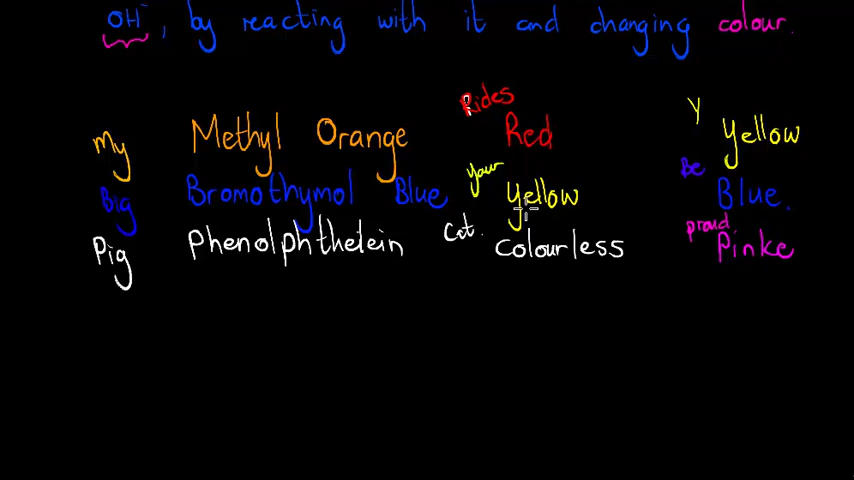 OH⁻, by reacting with it and changing colour.
Rides Y
My Methyl Orange Red Yellow
your Be
Big Bromothymol Blue Yellow Blue.
Cat. proud
Pig Phenolphthelein colourless Pinke